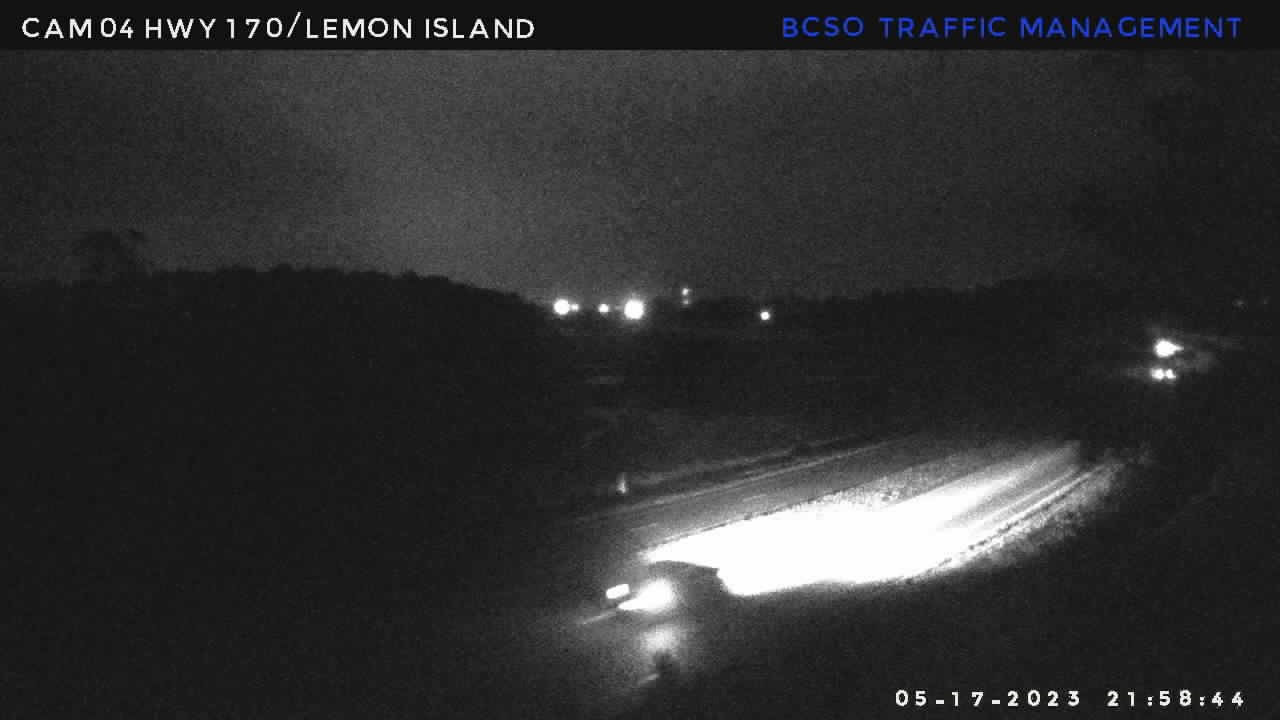 CAM 04 HWY 170/LEMON ISLAND
BCSO TRAFFIC MANAGEMENT
05-17-2023 21:58:44